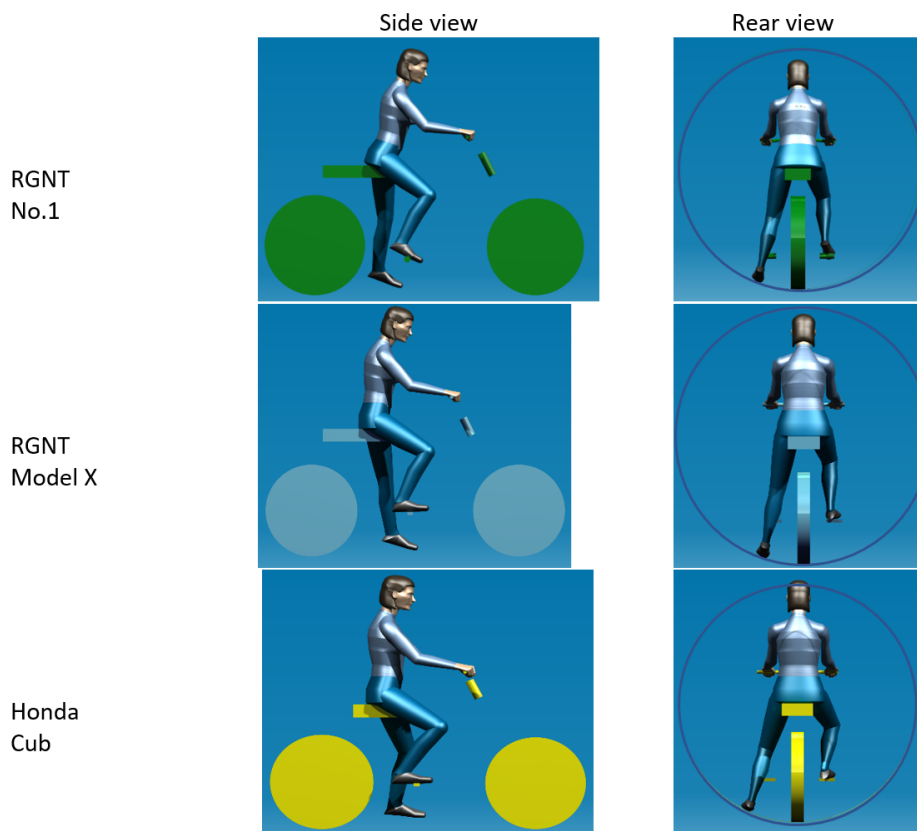 Side view
Rear view
RGNT
No.1
RGNT
Model X
Honda
Cub